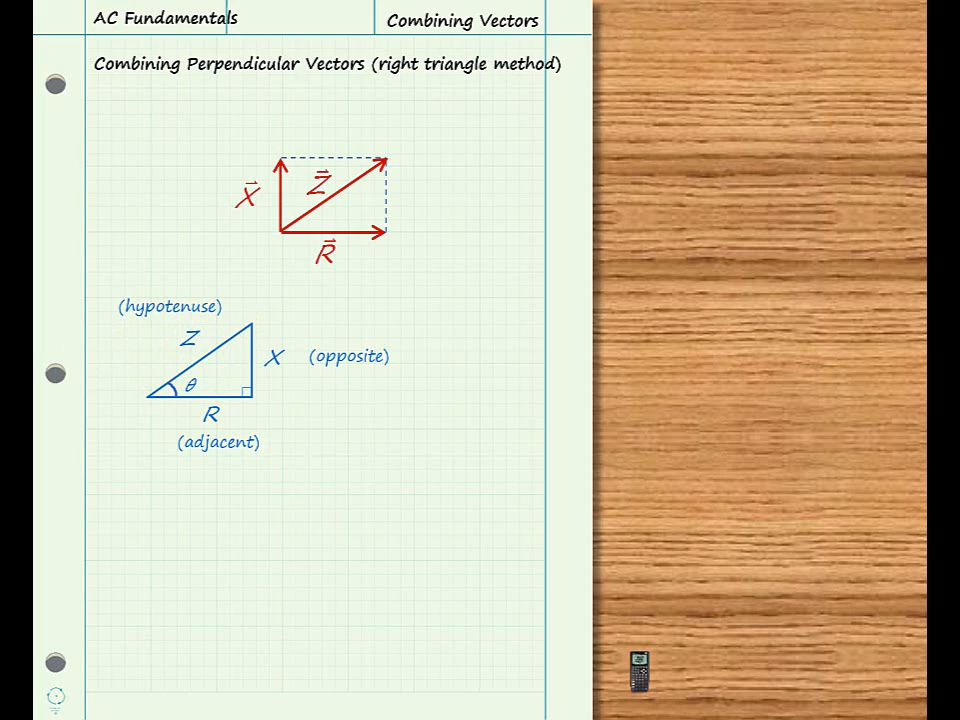 AC Fundamentals
Combining Vectors
Combining Perpendicular Vectors (right triangle method)
X⃗
Z⃗
R⃗
(hypotenuse)
Z
X (opposite)
θ
R
(adjacent)